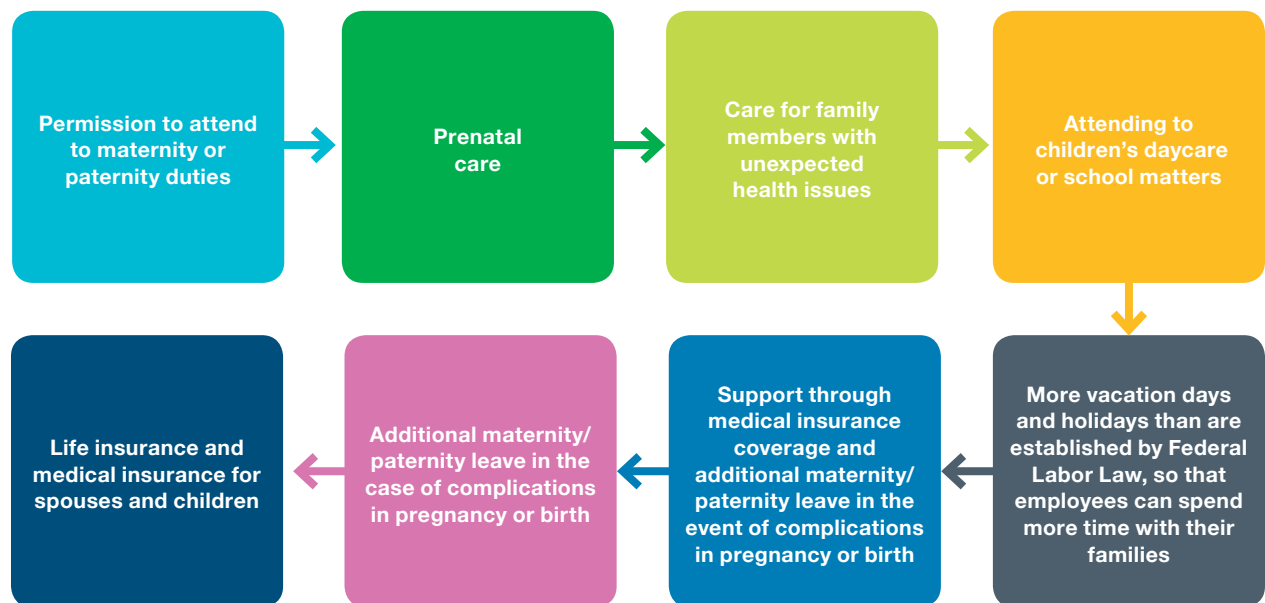 Permission to attend
to maternity or
paternity duties
Prenatal
care
Care for family
members with
unexpected
health issues
Attending to
children’s daycare
or school matters
More vacation days
and holidays than are
established by Federal
Labor Law, so that
employees can spend
more time with their
families
Support through
medical insurance
coverage and
additional maternity/
paternity leave in the
event of complications
in pregnancy or birth
Additional maternity/
paternity leave in the
case of complications
in pregnancy or birth
Life insurance and
medical insurance for
spouses and children